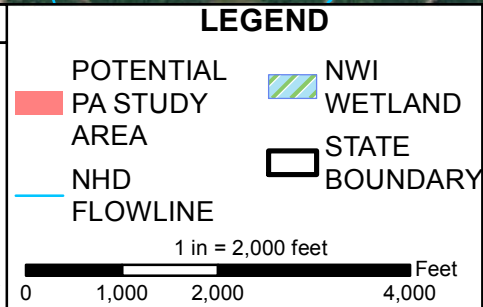 LEGEND
POTENTIAL
PA STUDY
AREA
NHD
FLOWLINE
NWI
WETLAND
STATE
BOUNDARY
1 in = 2,000 feet
Feet
0 1,000 2,000 4,000